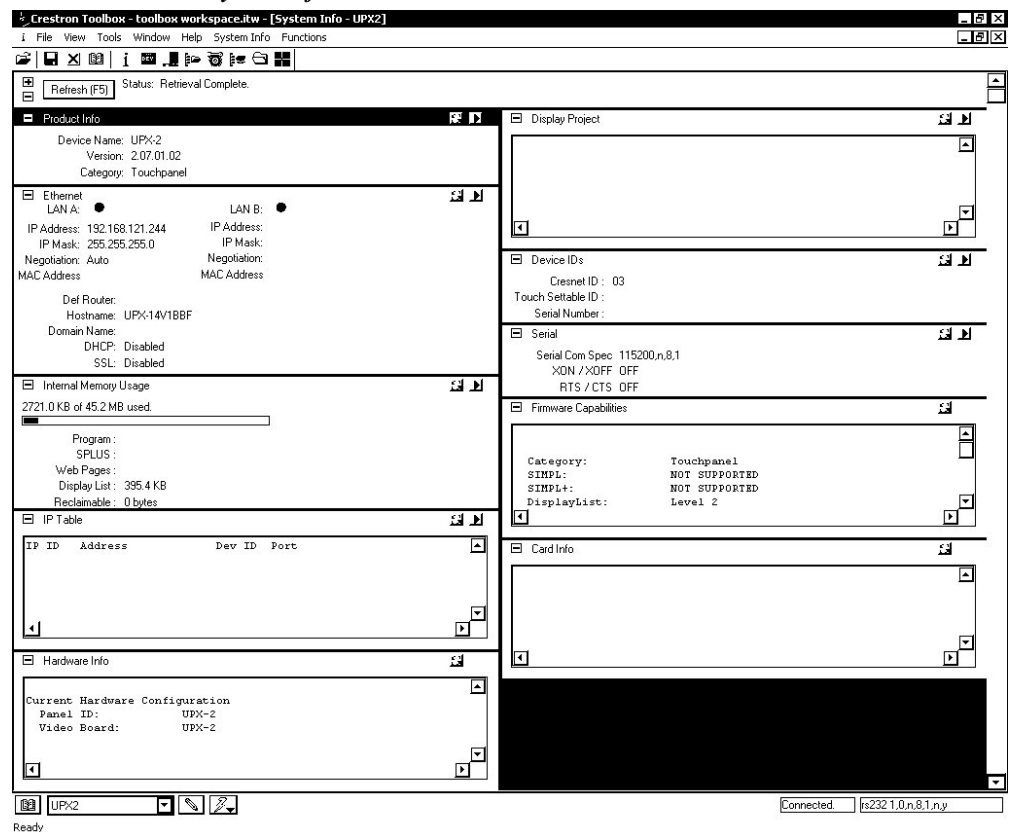 Crestron Toolbox - toolbox workspace.itw - [System Info - UPX2]
File View Tools Window Help System Info Functions
Refresh (F5) Status: Retrieval Complete.
Product Info
Device Name: UPX-2
Version: 2.07.01.02
Category: Touchpanel
Ethernet
LAN A: LAN B:
IP Address: 192.168.121.244 IP Address:
IP Mask: 255.255.255.0 IP Mask:
Negotiation: Auto Negotiation:
MAC Address MAC Address
Def Router:
Hostname: UPX-14V1BBF
Domain Name:
DHCP: Disabled
SSL: Disabled
Internal Memory Usage
2721.0 KB of 45.2 MB used.
Program :
SPLUS :
Web Pages :
Display List : 395.4 KB
Reclaimable : 0 bytes
IP Table
IP ID Address Dev ID Port
Hardware Info
Current Hardware Configuration
Panel ID: UPX-2
Video Board: UPX-2
Display Project
Device IDs
Cresnet ID : 03
Touch Settable ID :
Serial Number :
Serial
Serial Com Spec 115200,n,8,1
XON / XOFF OFF
RTS / CTS OFF
Firmware Capabilities
Category: Touchpanel
SIMPL: NOT SUPPORTED
SIMPL+: NOT SUPPORTED
DisplayList: Level 2
Card Info
UPX2 Connected. rs232 1,0,n,8,1,n,y
Ready